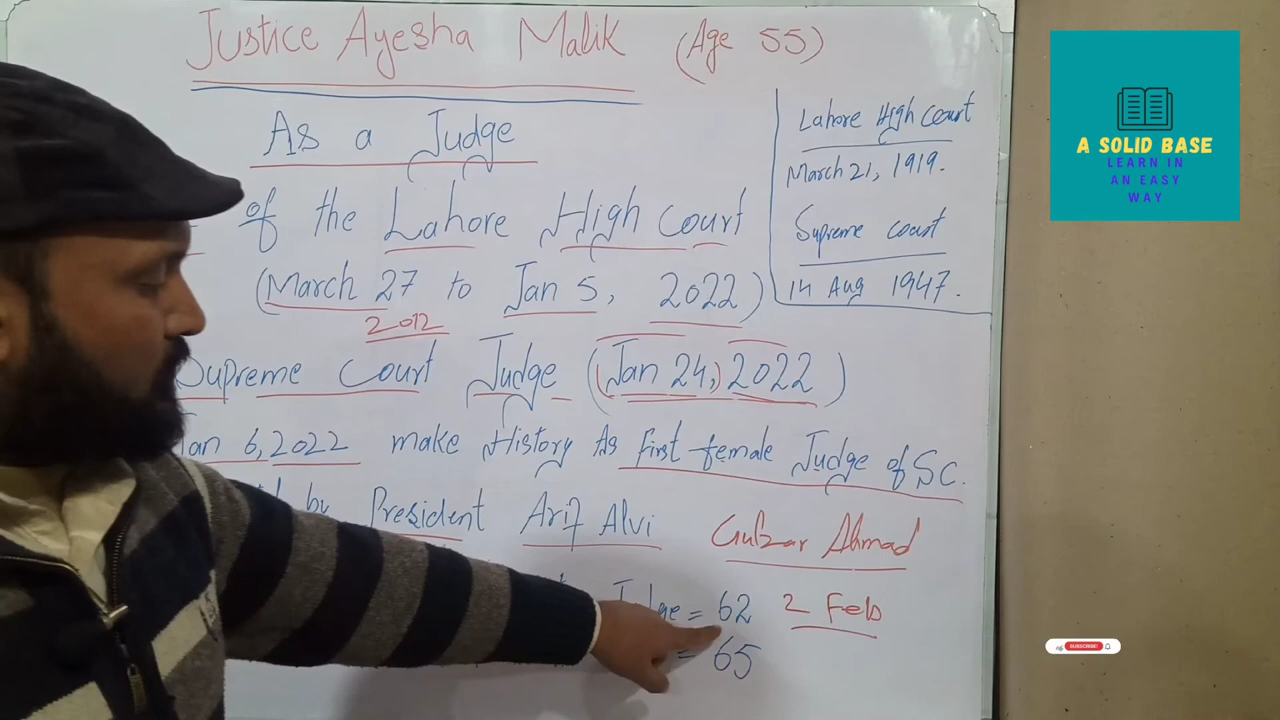 Justice Ayesha Malik (Age 55)
As a Judge
of the Lahore High Court
(March 27 to Jan 5, 2022)
2012
Supreme Court Judge (Jan 24, 2022)
Jan 6, 2022 make History As first female Judge of SC.
by President Arif Alvi
Gulzar Ahmad
Judge = 62 2 Feb
= 65
Lahore High Court
March 21, 1919.
Supreme court
14 Aug 1947.
A SOLID BASE
LEARN IN
AN EASY
WAY
SUBSCRIBE